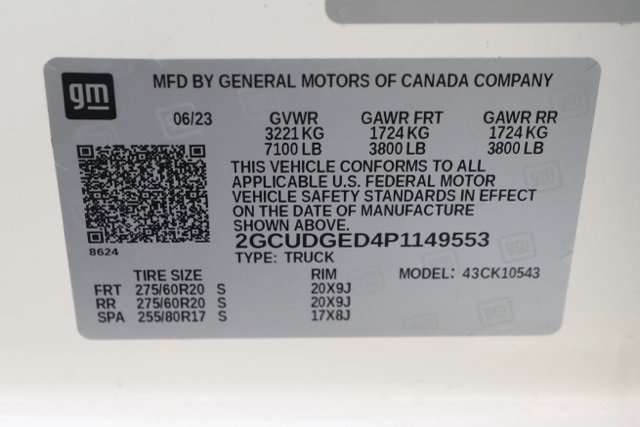 gm
MFD BY GENERAL MOTORS OF CANADA COMPANY
06/23 GVWR GAWR FRT GAWR RR
3221 KG 1724 KG 1724 KG
7100 LB 3800 LB 3800 LB
THIS VEHICLE CONFORMS TO ALL
APPLICABLE U.S. FEDERAL MOTOR
VEHICLE SAFETY STANDARDS IN EFFECT
ON THE DATE OF MANUFACTURE
SHOWN ABOVE.
8624
2GCUDGED4P1149553
TYPE: TRUCK
TIRE SIZE RIM MODEL: 43CK10543
FRT 275/60R20 S 20X9J
RR 275/60R20 S 20X9J
SPA 255/80R17 S 17X8J